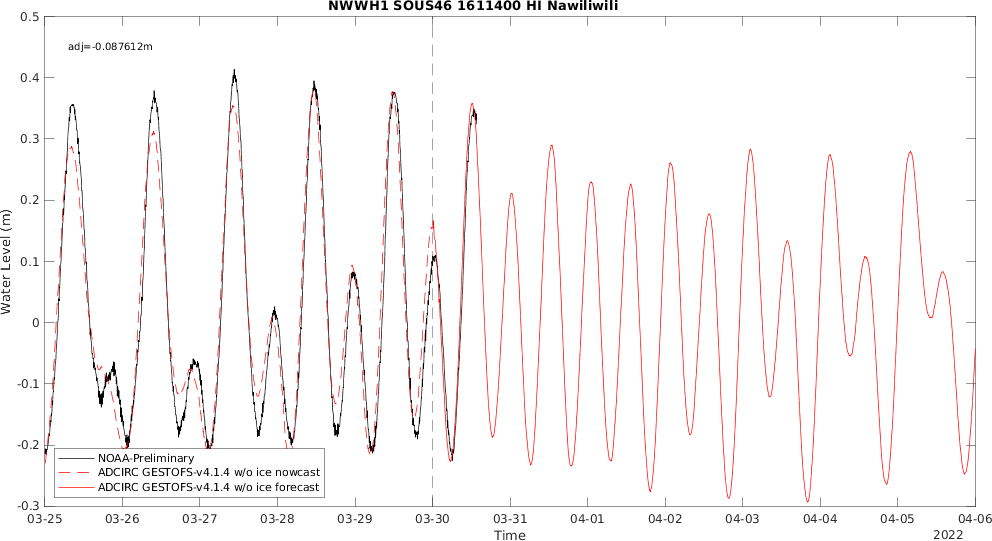 NWWH1 SOUS46 1611400 HI Nawiliwili
adj=-0.087612m
Water Level (m)
0.5
0.4
0.3
0.2
0.1
0
-0.1
-0.2
-0.3
NOAA-Preliminary
ADCIRC GESTOFS-v4.1.4 w/o ice nowcast
ADCIRC GESTOFS-v4.1.4 w/o ice forecast
03-25 03-26 03-27 03-28 03-29 03-30 03-31 04-01 04-02 04-03 04-04 04-05 04-06
Time
2022